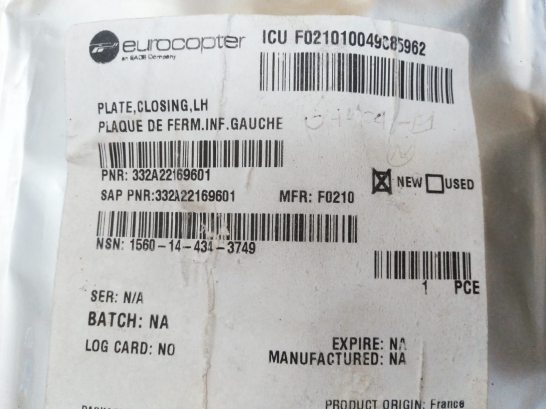 eurocopter
an EADS Company
ICU F021010049C85962
PLATE,CLOSING,LH
PLAQUE DE FERM.INF.GAUCHE
PNR: 332A22169601
SAP PNR:332A22169601
MFR: F0210
NEW
USED
NSN: 1560-14-434-3749
1 PCE
SER: N/A
BATCH: NA
LOG CARD: NO
EXPIRE: NA
MANUFACTURED: NA
PRODUCT ORIGIN: France